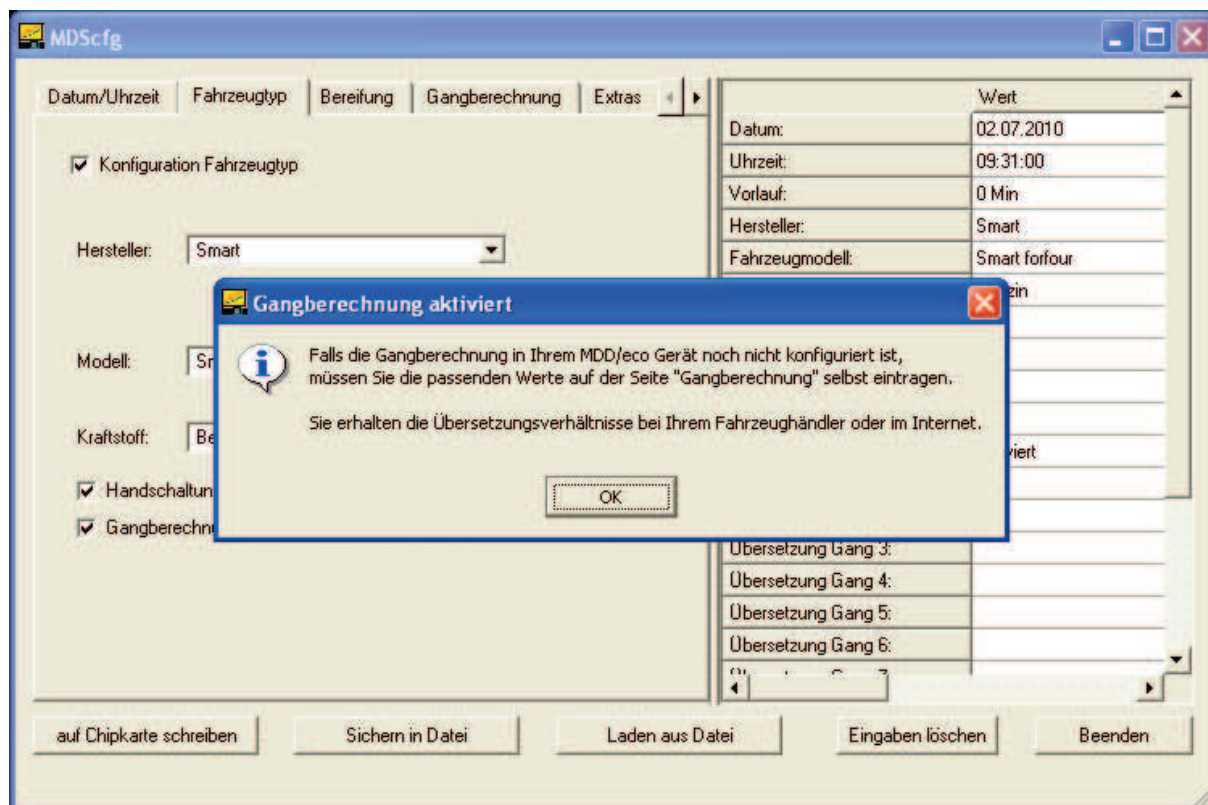 MDScfg
Datum/Uhrzeit Fahrzeugtyp Bereifung Gangberechnung Extras
Konfiguration Fahrzeugtyp
Hersteller: Smart
Modell:
Kraftstoff:
Wert
Datum: 02.07.2010
Uhrzeit: 09:31:00
Vorlauf: 0 Min
Hersteller: Smart
Fahrzeugmodell: Smart forfour
Gangberechnung aktiviert
Falls die Gangberechnung in Ihrem MDD/eco Gerät noch nicht konfiguriert ist,
müssen Sie die passenden Werte auf der Seite "Gangberechnung" selbst eintragen.
Sie erhalten die Übersetzungsverhältnisse bei Ihrem Fahrzeughändler oder im Internet.
OK
Übersetzung Gang 3:
Übersetzung Gang 4:
Übersetzung Gang 5:
Übersetzung Gang 6:
auf Chipkarte schreiben Sichern in Datei Laden aus Datei Eingaben löschen Beenden